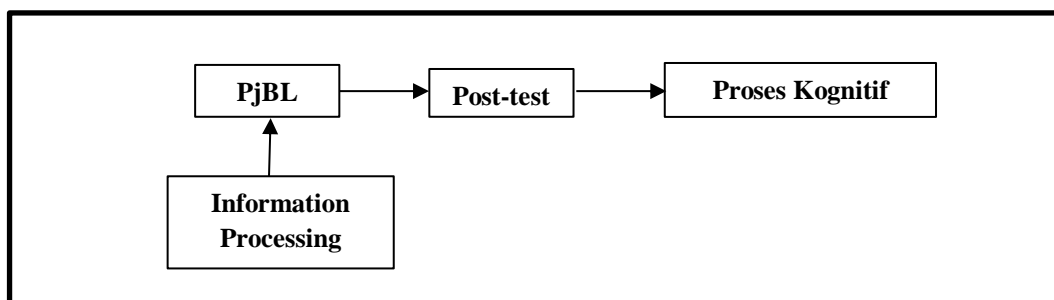 PjBL
Post-test
Proses Kognitif
Information
Processing